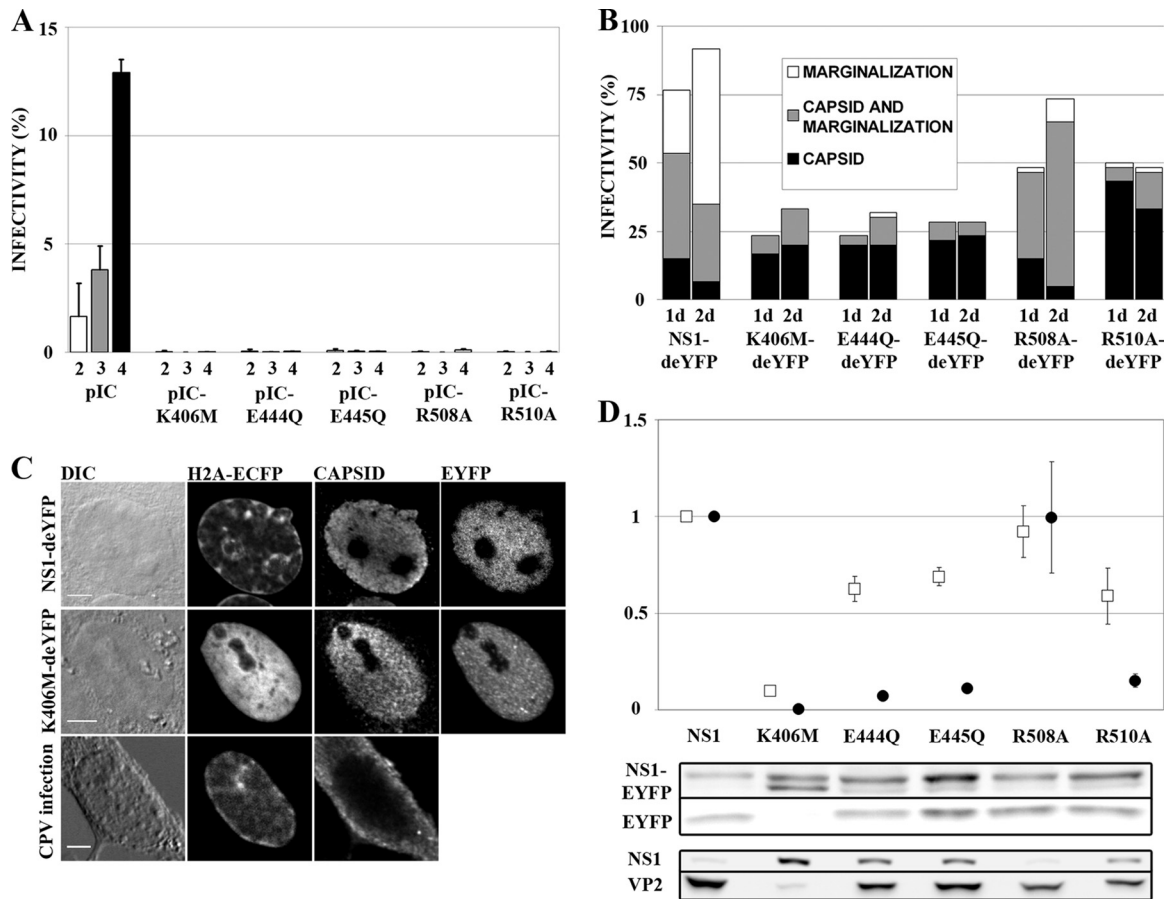 A
INFECTIVITY (%)
15
10
5
0
2 3 4 2 3 4 2 3 4 2 3 4 2 3 4 2 3 4
pIC pIC-K406M pIC-E444Q pIC-E445Q pIC-R508A pIC-R510A
B
INFECTIVITY (%)
100
75
50
25
0
MARGINALIZATION
CAPSID AND MARGINALIZATION
CAPSID
1d 2d 1d 2d 1d 2d 1d 2d 1d 2d 1d 2d
NS1-deYFP K406M-deYFP E444Q-deYFP E445Q-deYFP R508A-deYFP R510A-deYFP
C
DIC H2A-ECFP CAPSID EYFP
NS1-deYFP
K406M-deYFP
CPV infection
D
1.5
1
0.5
0
NS1 K406M E444Q E445Q R508A R510A
NS1-EYFP
EYFP
NS1
VP2